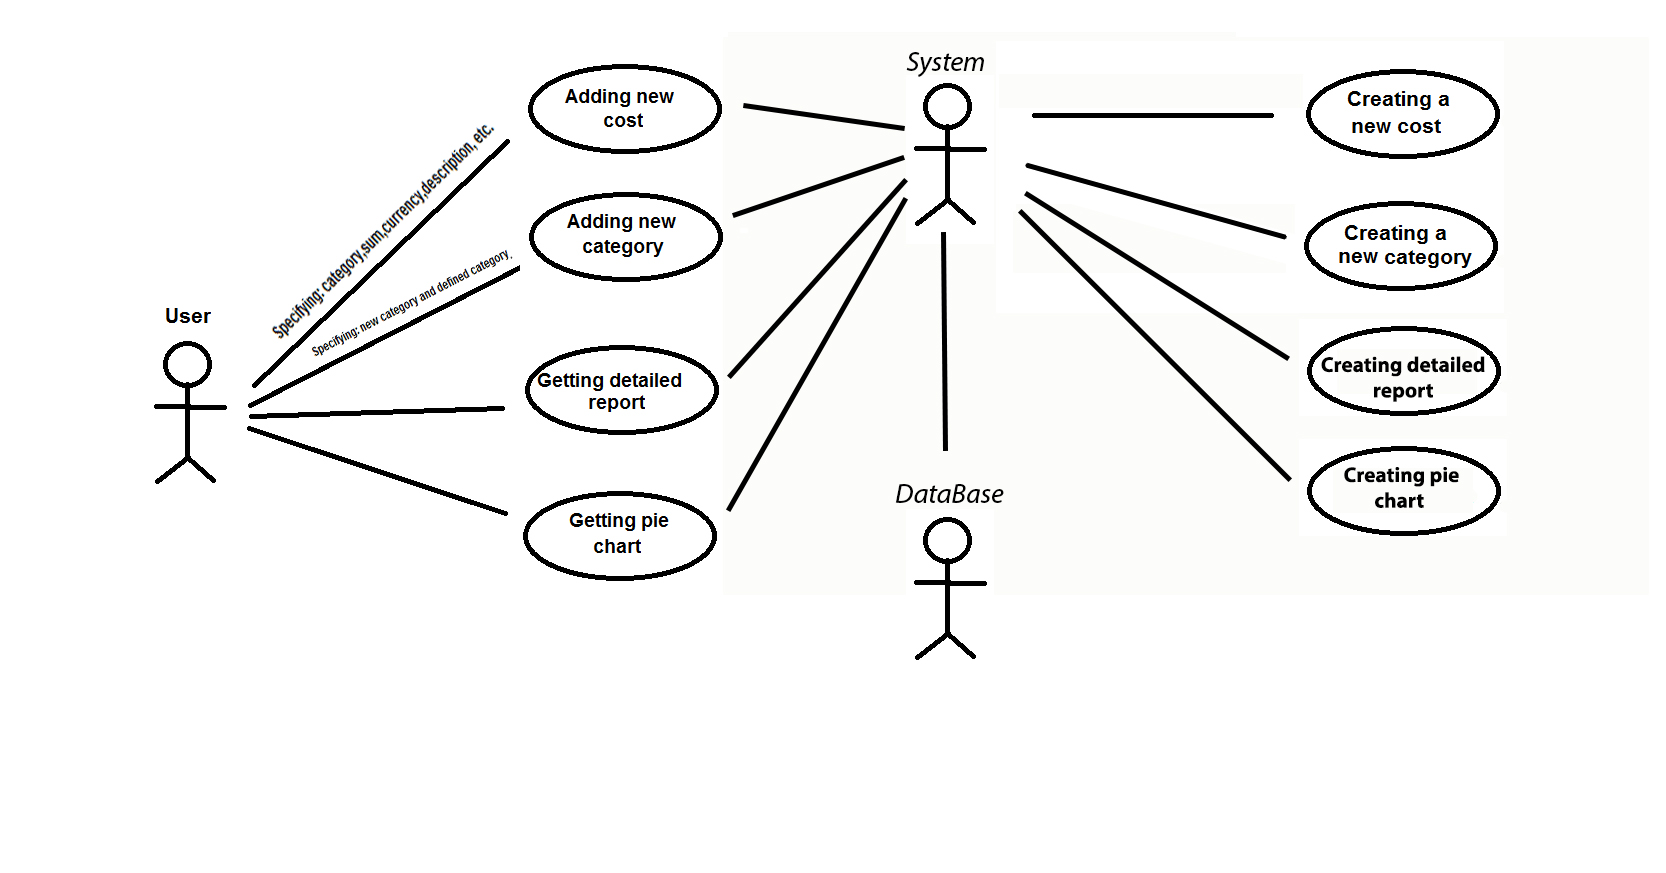 System
Adding new
cost
Creating a
new cost
Specifying: category,sum,currency,description, etc.
Adding new
category
Creating a
new category
Specifying: new category and defined category,
User
Getting detailed
report
Creating detailed
report
Creating pie
chart
DataBase
Getting pie
chart